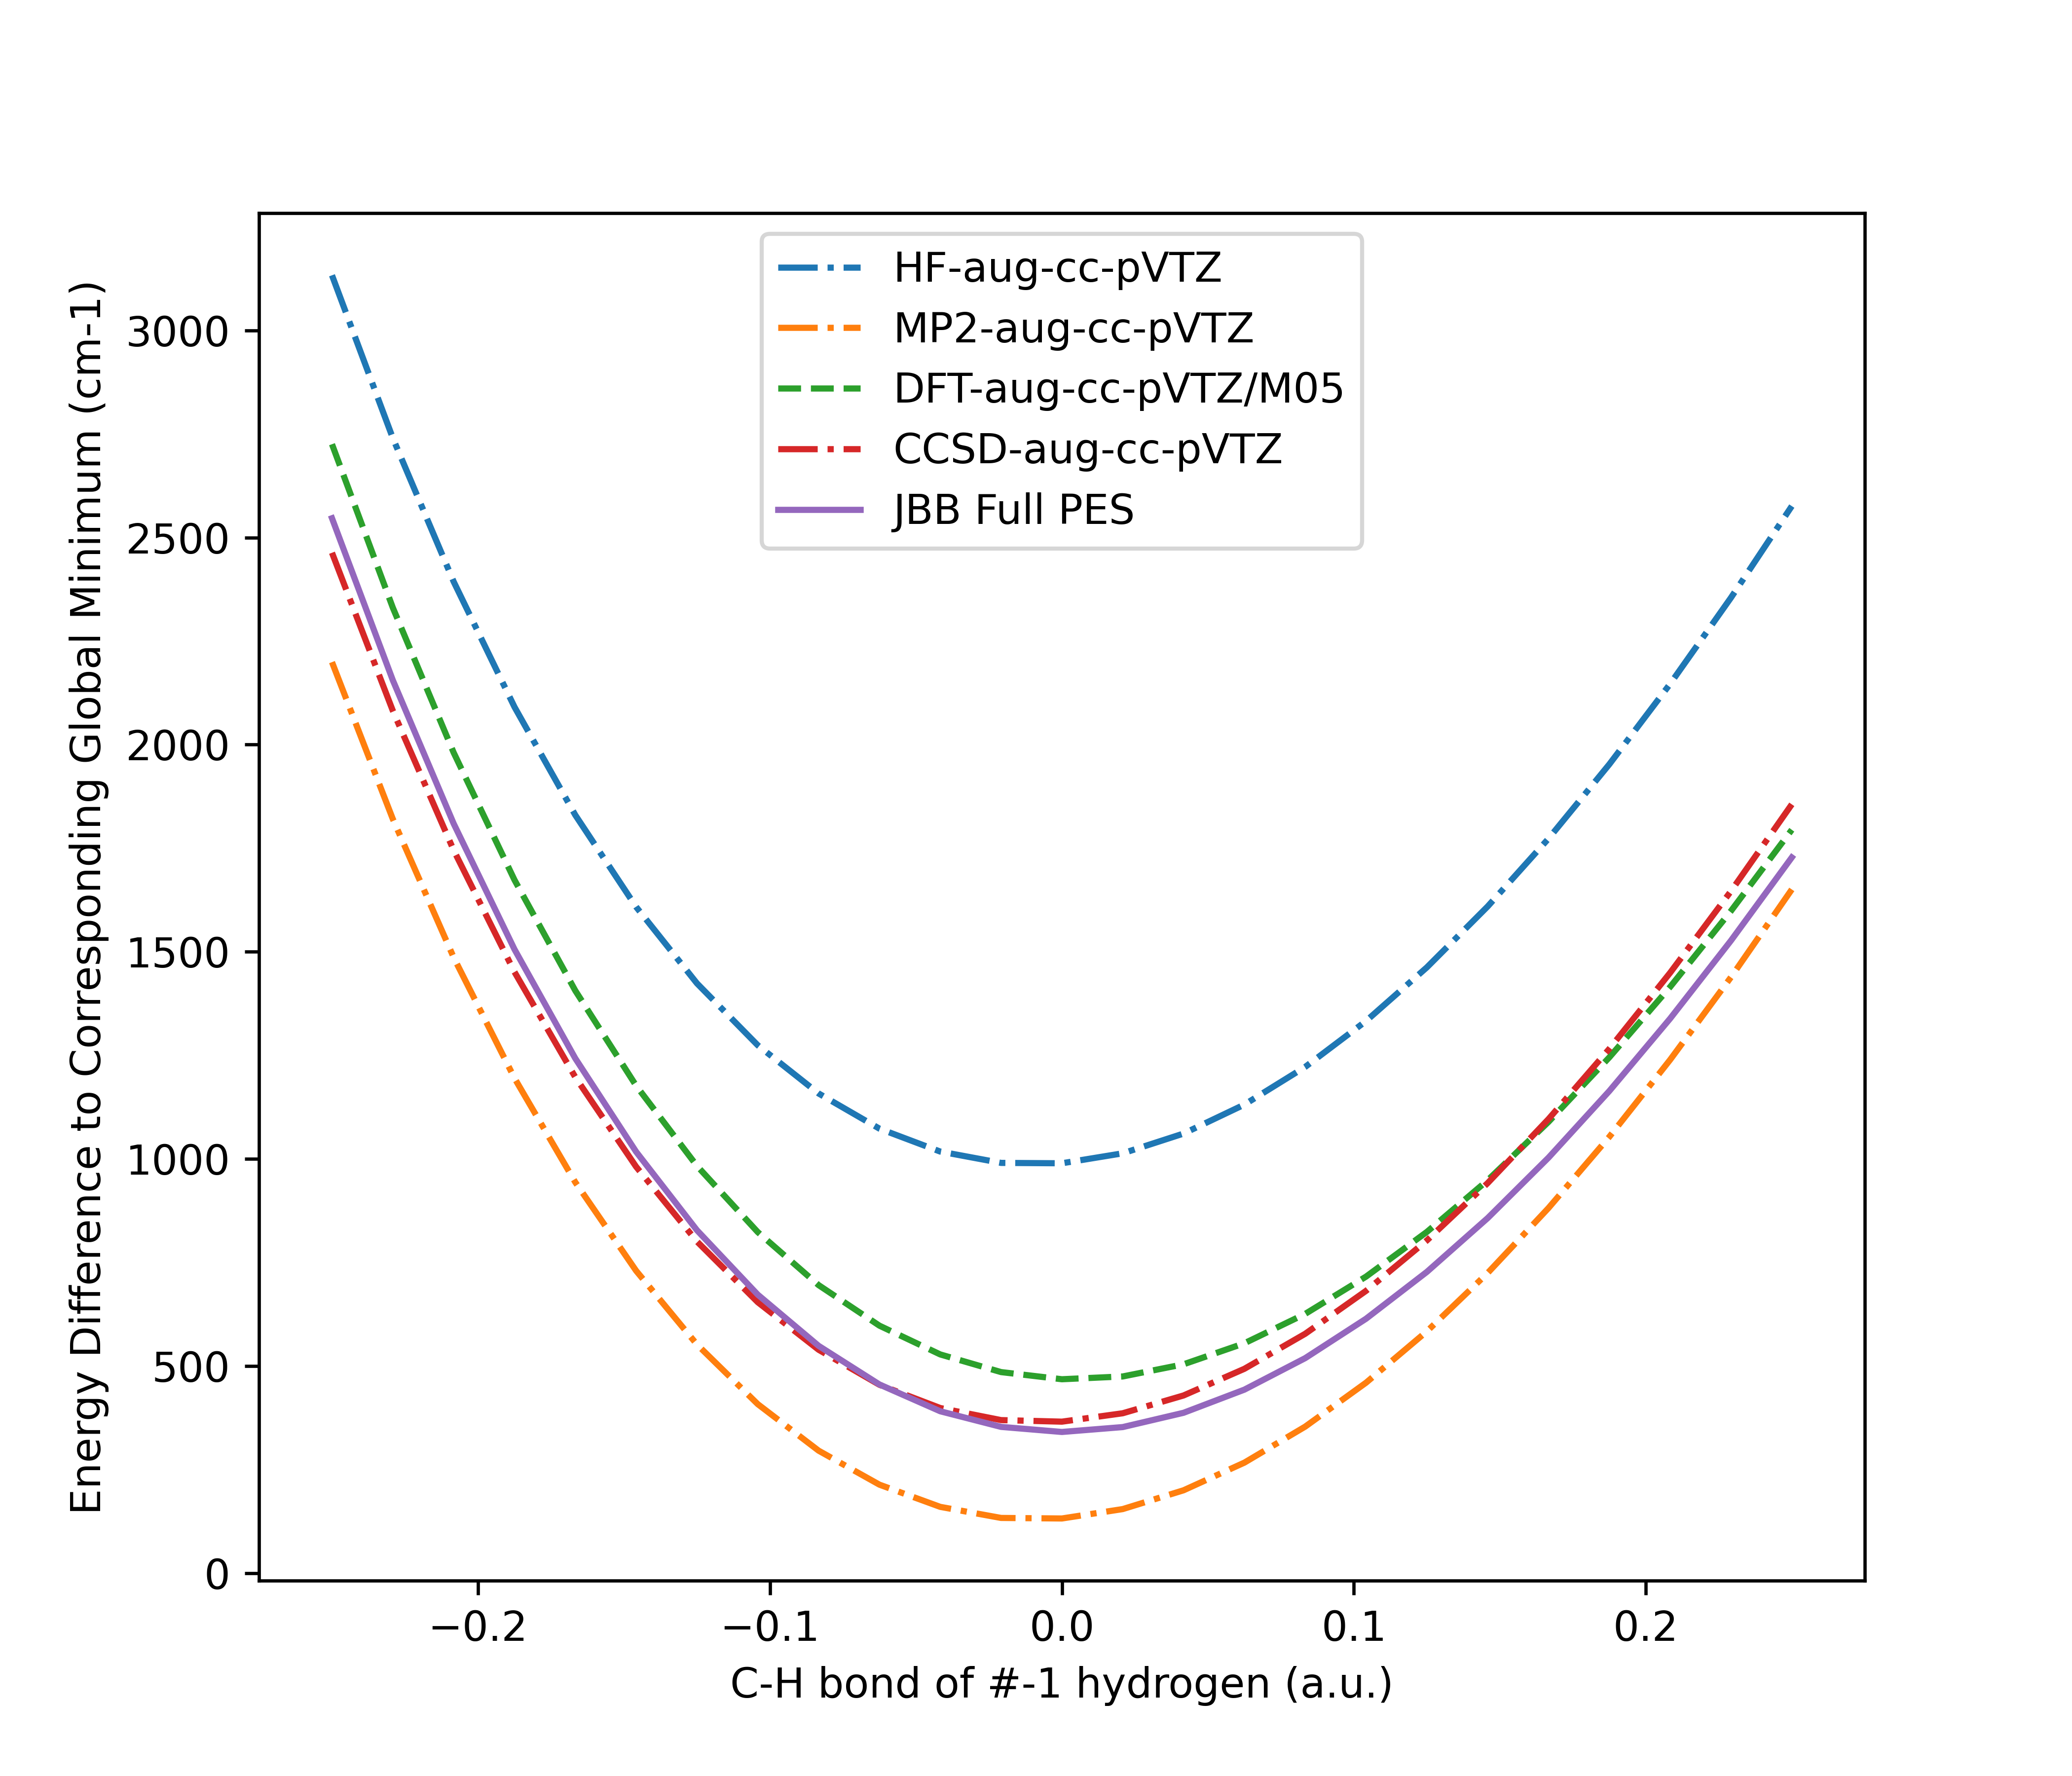 HF-aug-cc-pVTZ
MP2-aug-cc-pVTZ
DFT-aug-cc-pVTZ/M05
CCSD-aug-cc-pVTZ
JBB Full PES
Energy Difference to Corresponding Global Minimum (cm-1)
3000
2500
2000
1500
1000
500
0
−0.2 −0.1 0.0 0.1 0.2
C-H bond of #-1 hydrogen (a.u.)